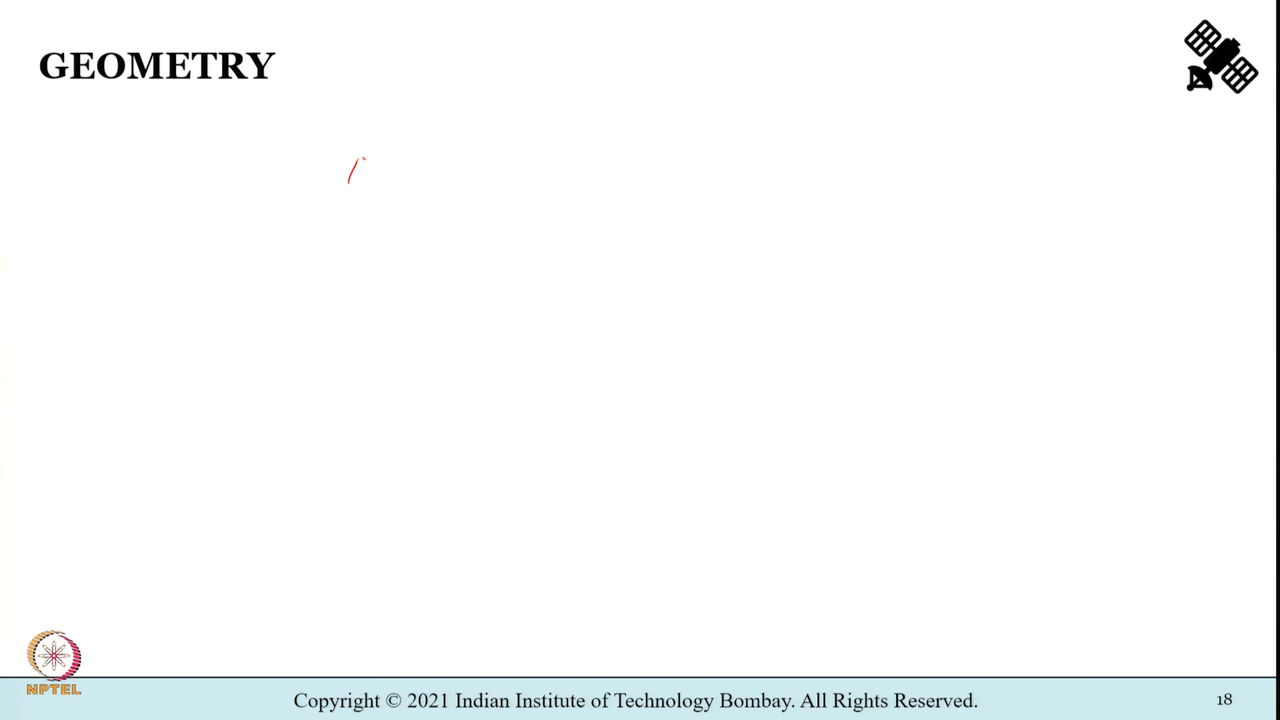 GEOMETRY
NPTEL
Copyright © 2021 Indian Institute of Technology Bombay. All Rights Reserved.
18